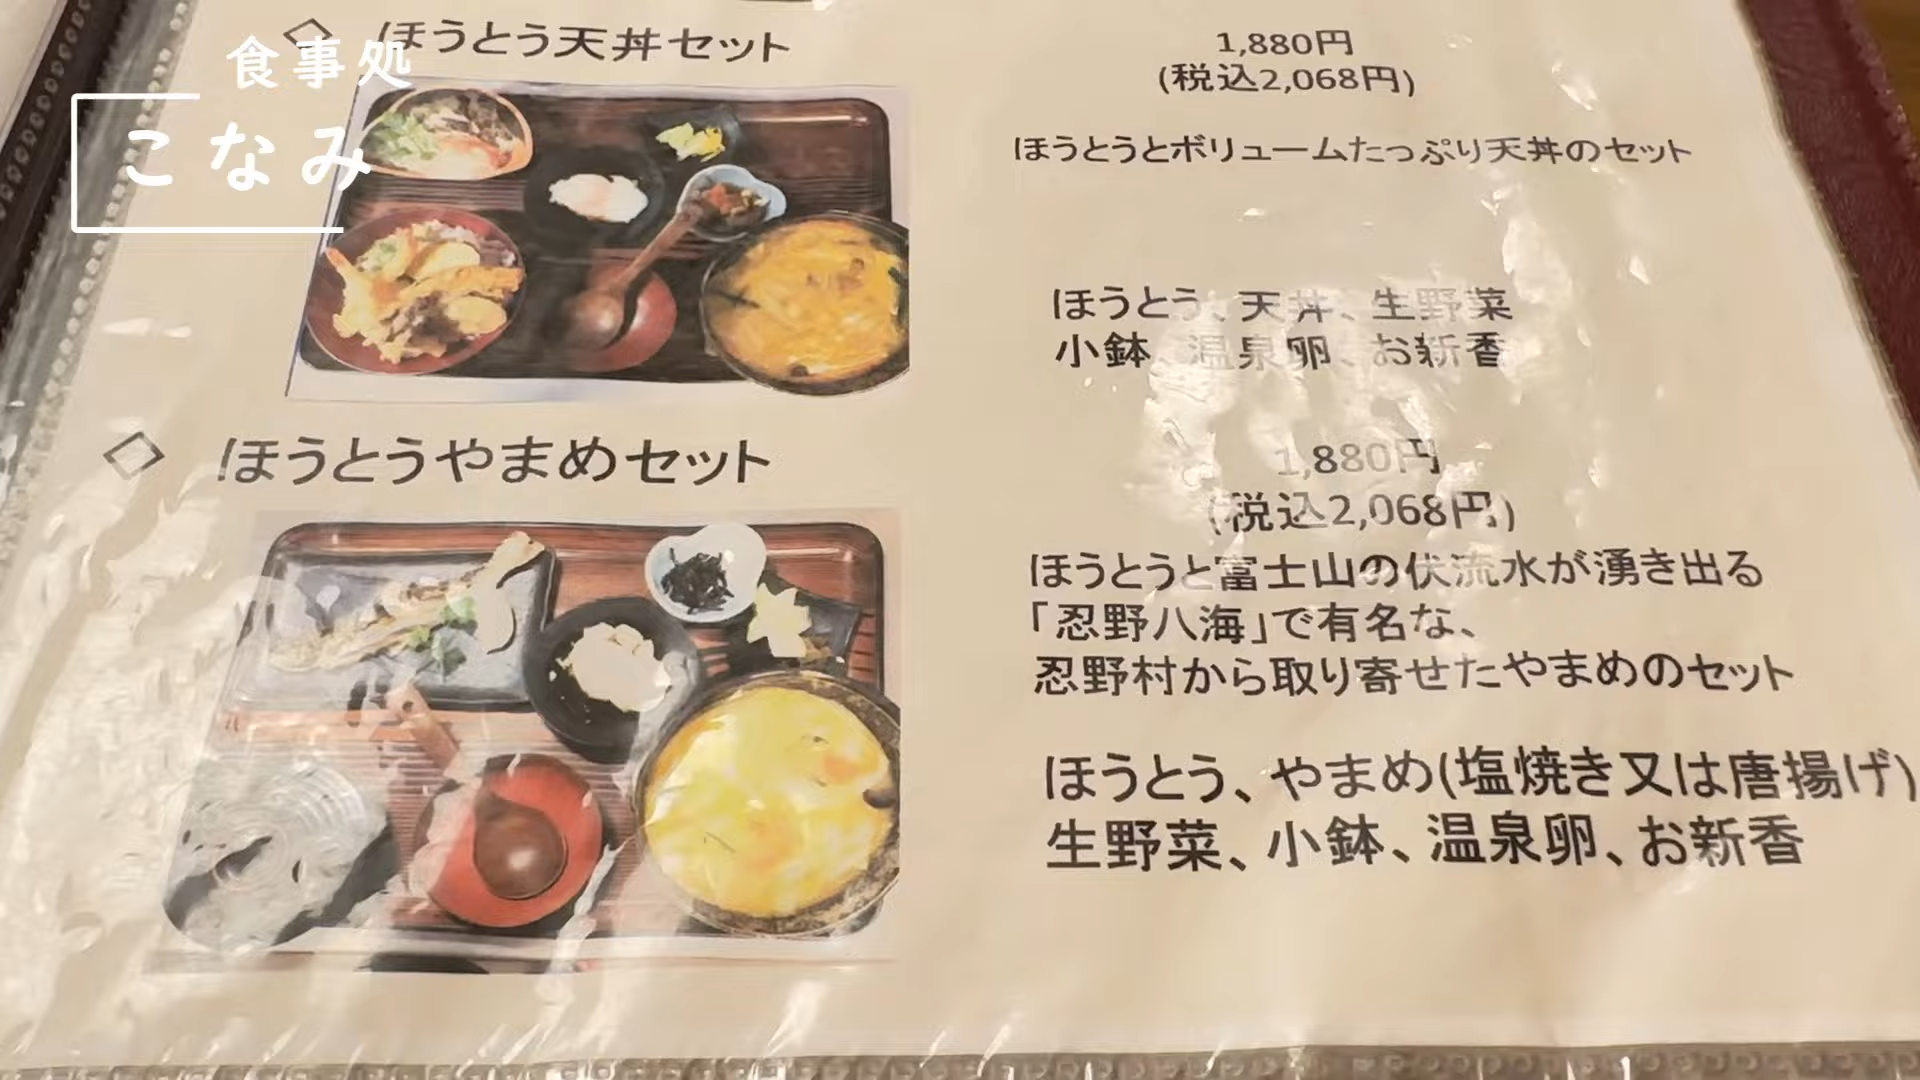 食事処
こなみ
◇ ほうとう天丼セット
1,880円
(税込2,068円)
ほうとうとボリュームたっぷり天丼のセット
ほうとう、天丼、生野菜
小鉢、温泉卵、お新香
◇ ほうとうやまめセット
1,880円
(税込2,068円)
ほうとうと富士山の伏流水が湧き出る
「忍野八海」で有名な、
忍野村から取り寄せたやまめのセット
ほうとう、やまめ(塩焼き又は唐揚げ)
生野菜、小鉢、温泉卵、お新香